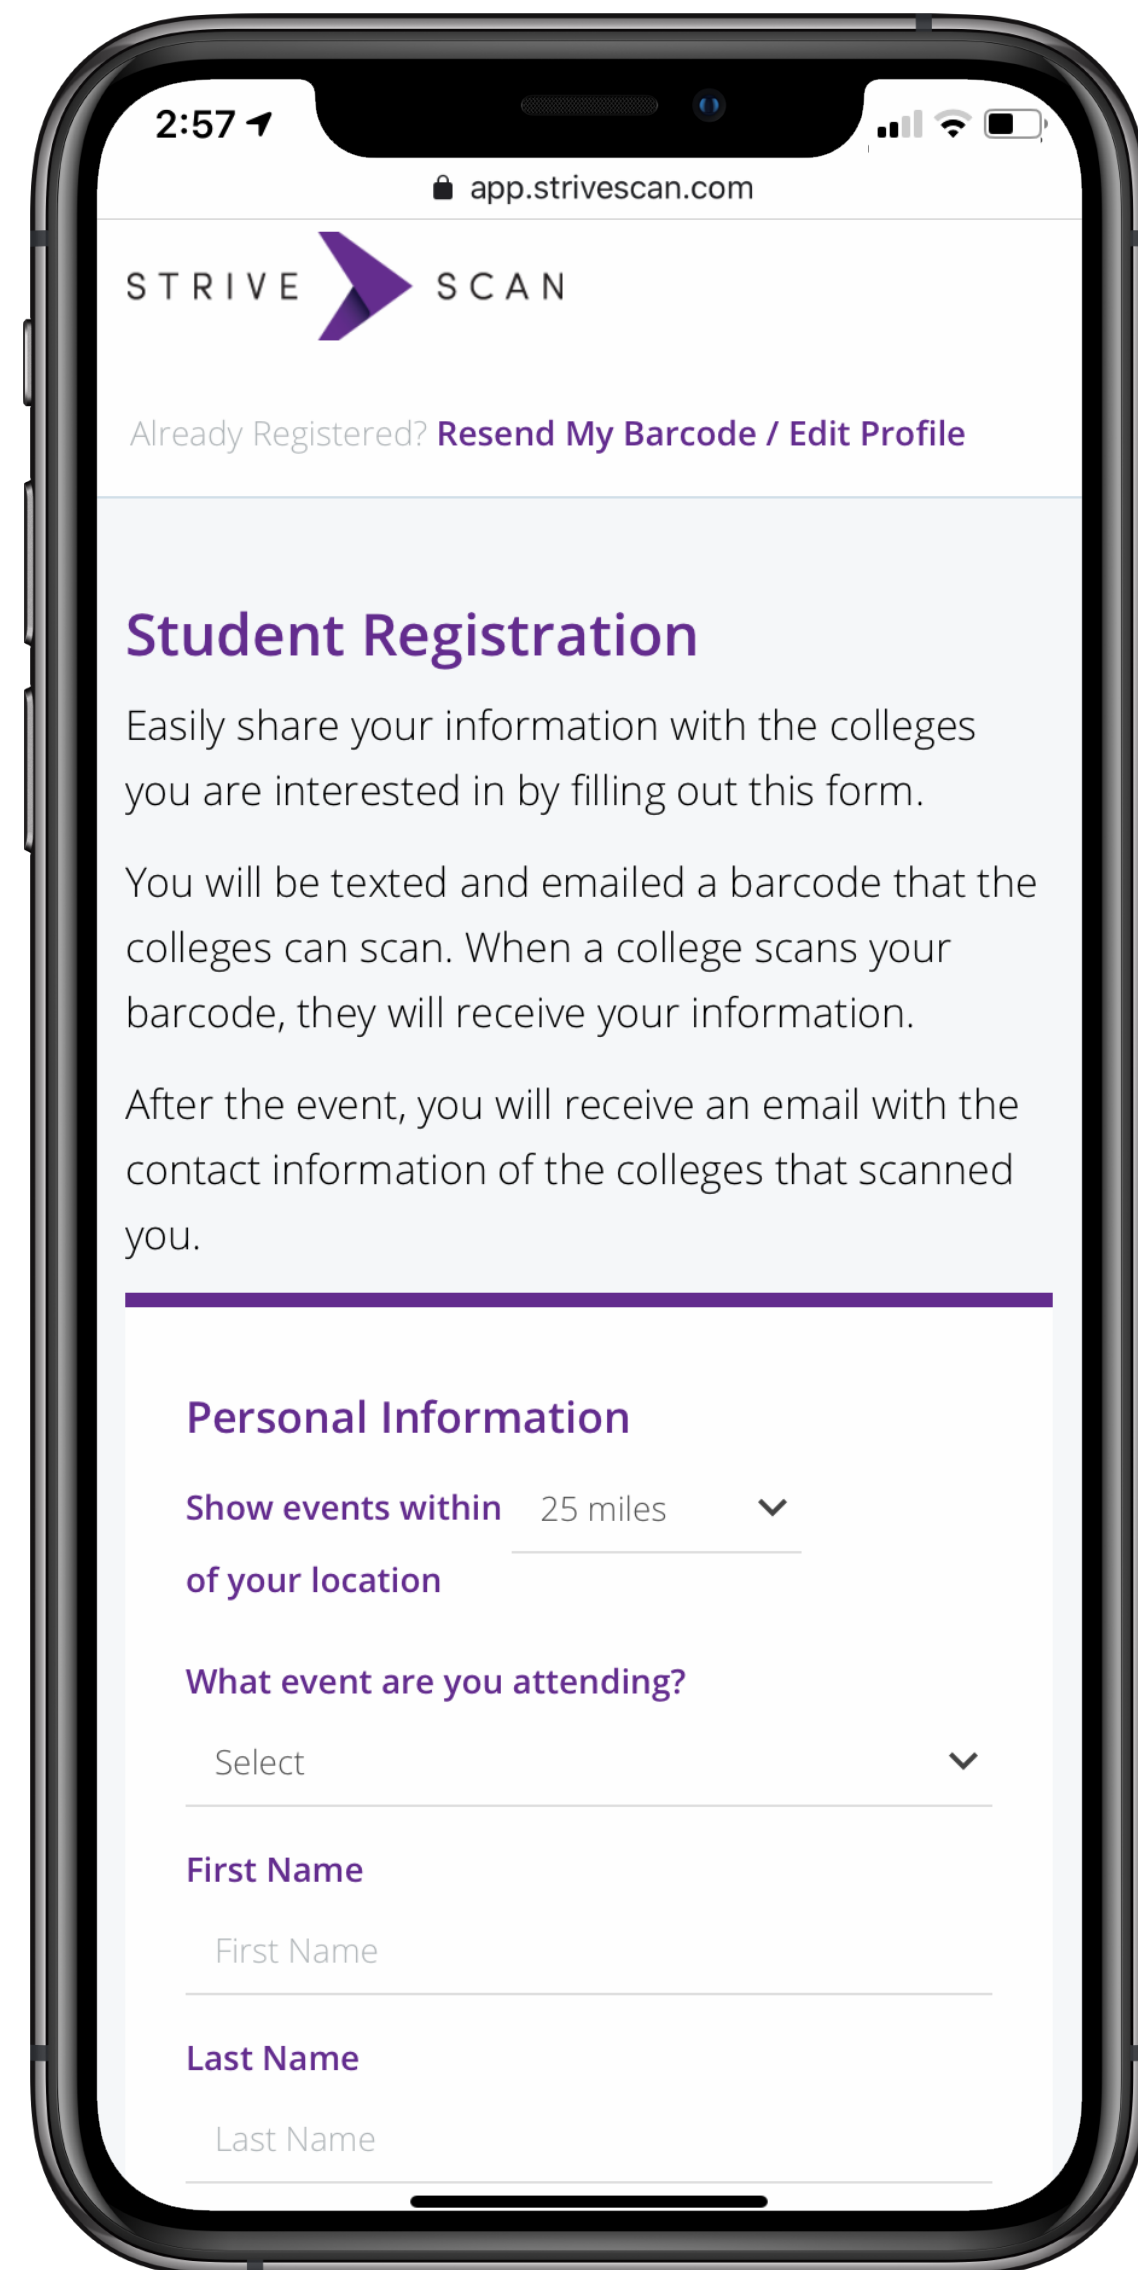 2:57
app.strivescan.com
STRIVE SCAN
Already Registered? Resend My Barcode / Edit Profile
Student Registration
Easily share your information with the colleges
you are interested in by filling out this form.
You will be texted and emailed a barcode that the
colleges can scan. When a college scans your
barcode, they will receive your information.
After the event, you will receive an email with the
contact information of the colleges that scanned
you.
Personal Information
Show events within 25 miles
of your location
What event are you attending?
Select
First Name
First Name
Last Name
Last Name